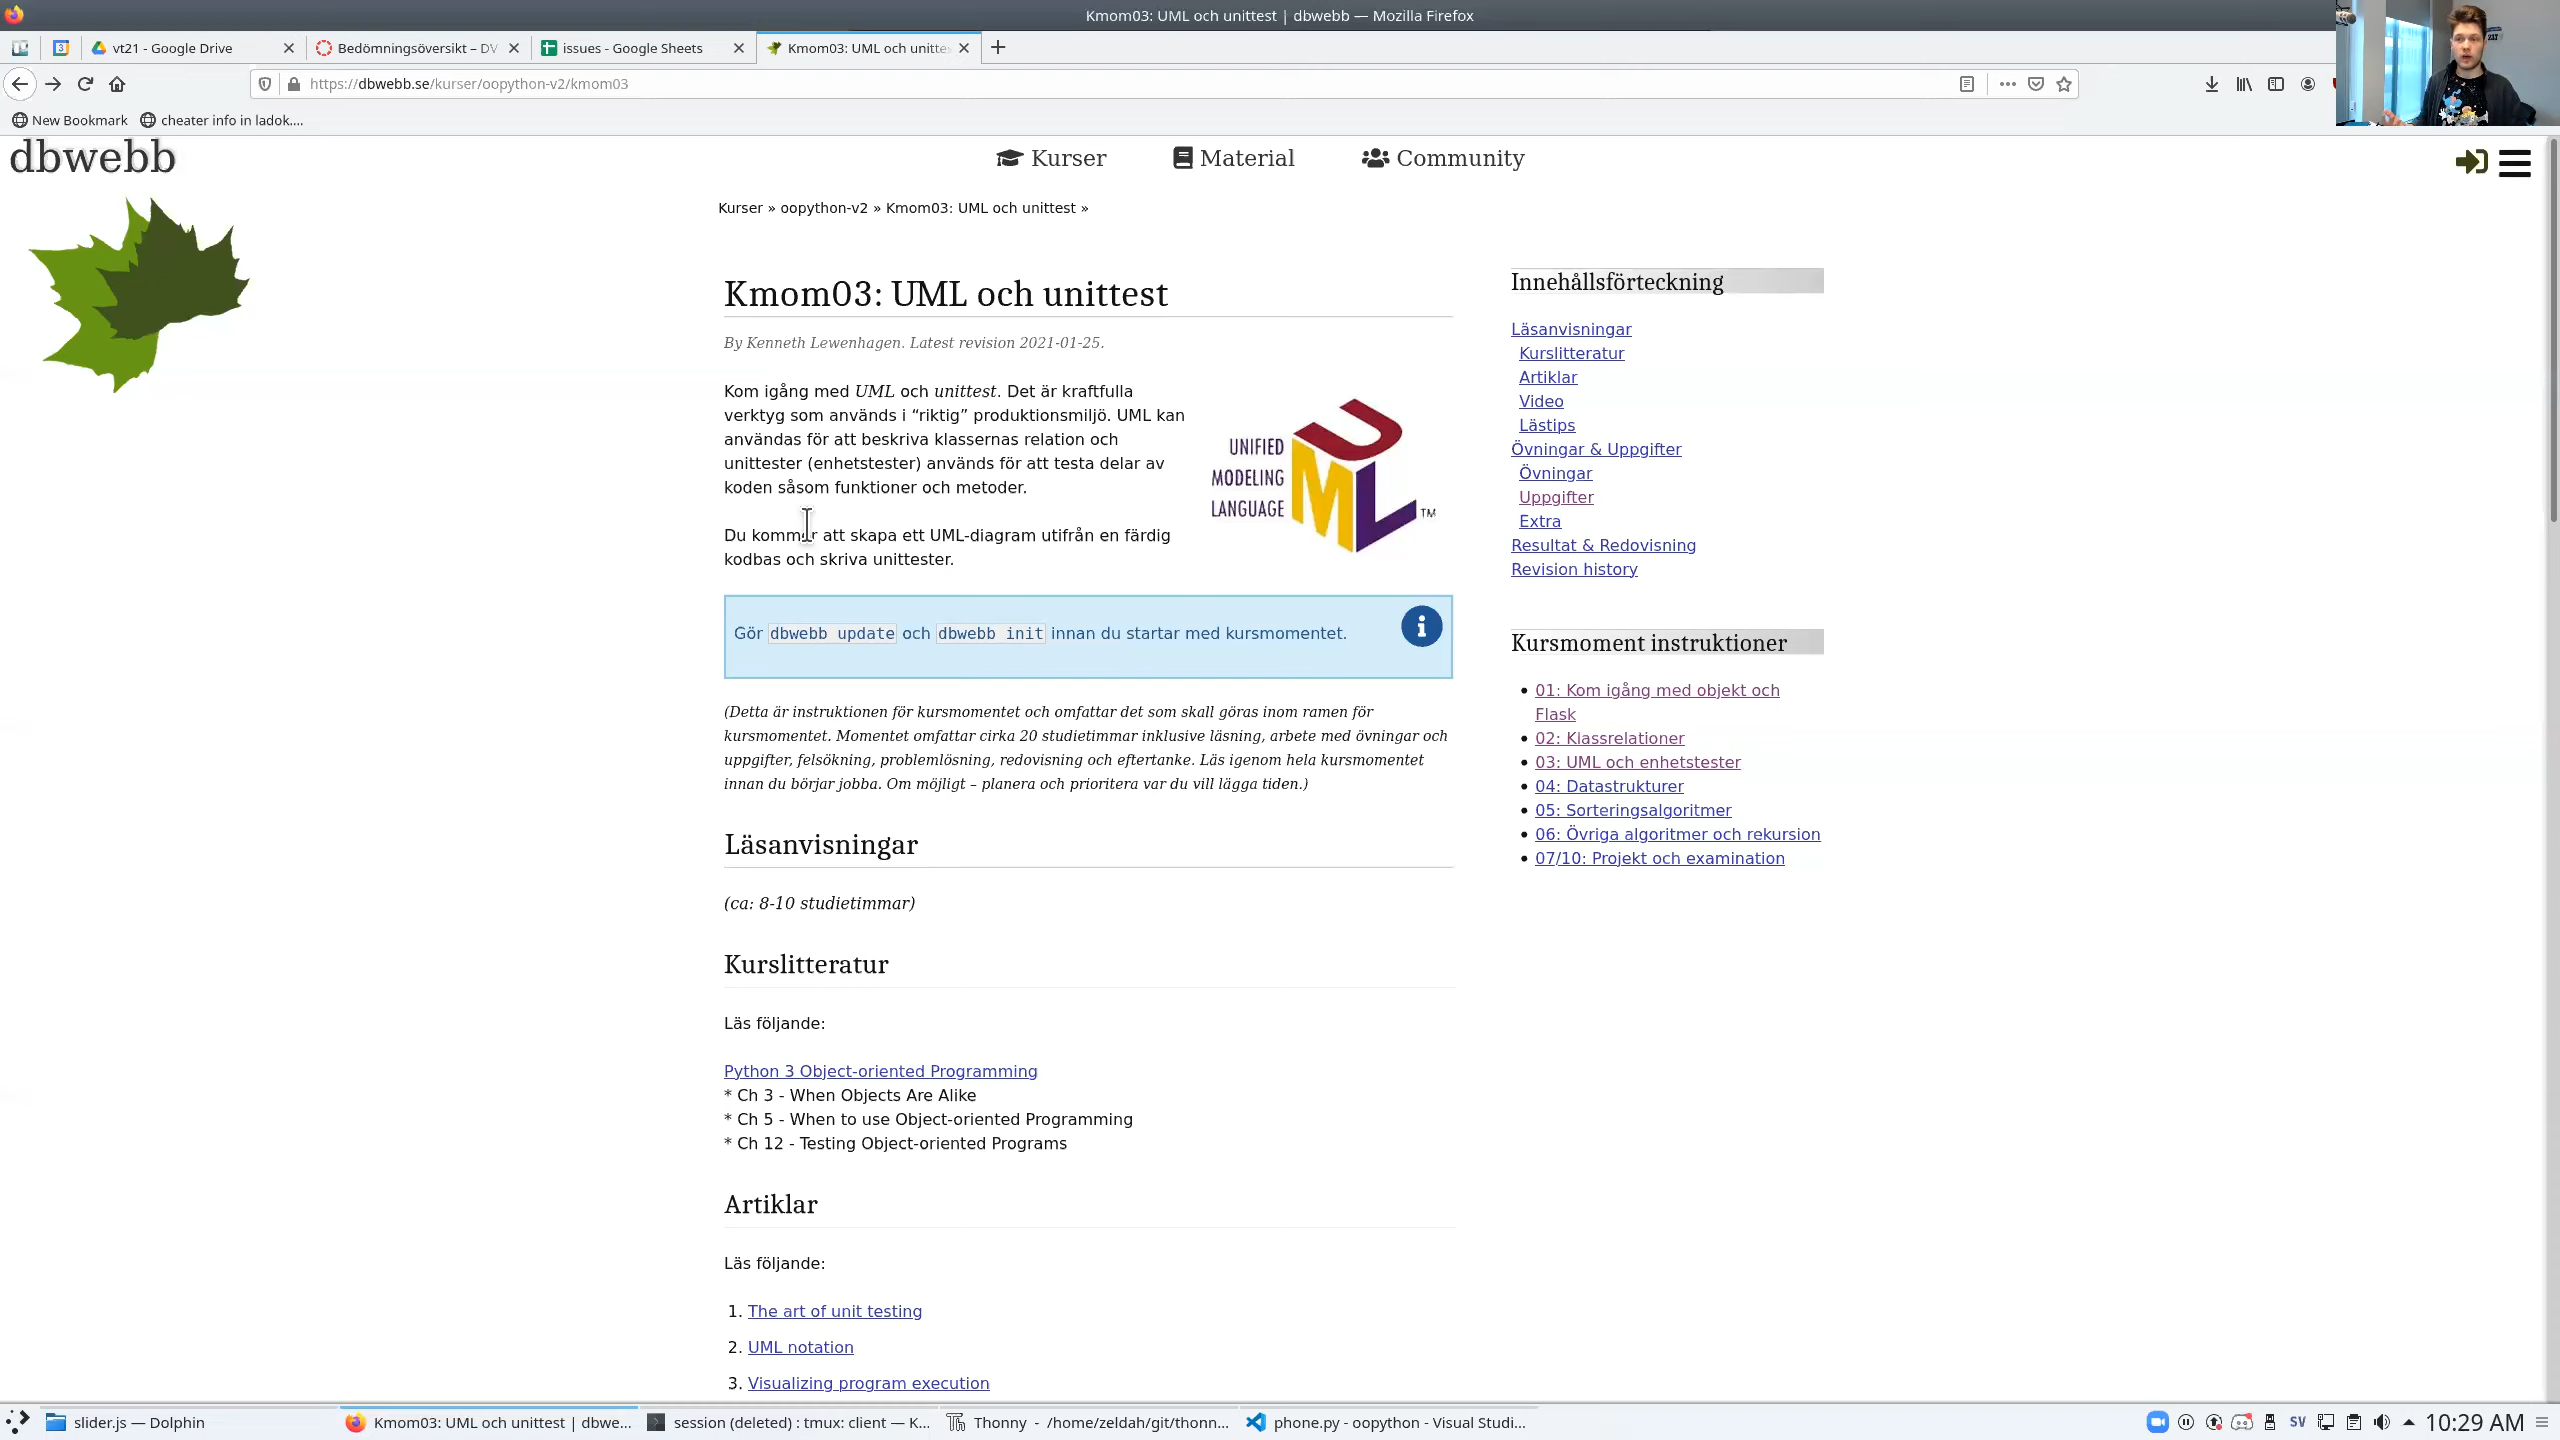 Kmom03: UML och unittest | dbwebb — Mozilla Firefox
vt21 - Google Drive
Bedömningsöversikt – DV
issues - Google Sheets
Kmom03: UML och unittes
https://dbwebb.se/kurser/oopython-v2/kmom03
New Bookmark
cheater info in ladok....
dbwebb
Kurser
Material
Community
Kurser » oopython-v2 » Kmom03: UML och unittest »
Kmom03: UML och unittest
By Kenneth Lewenhagen. Latest revision 2021-01-25.
Kom igång med UML och unittest. Det är kraftfulla
verktyg som används i “riktig” produktionsmiljö. UML kan
användas för att beskriva klassernas relation och
unittester (enhetstester) används för att testa delar av
koden såsom funktioner och metoder.
UNIFIED
MODELING
LANGUAGE
UML
TM
Du kommer att skapa ett UML-diagram utifrån en färdig
kodbas och skriva unittester.
Gör dbwebb update och dbwebb init innan du startar med kursmomentet.
(Detta är instruktionen för kursmomentet och omfattar det som skall göras inom ramen för
kursmomentet. Momentet omfattar cirka 20 studietimmar inklusive läsning, arbete med övningar och
uppgifter, felsökning, problemlösning, redovisning och eftertanke. Läs igenom hela kursmomentet
innan du börjar jobba. Om möjligt – planera och prioritera var du vill lägga tiden.)
Läsanvisningar
(ca: 8-10 studietimmar)
Kurslitteratur
Läs följande:
Python 3 Object-oriented Programming
* Ch 3 - When Objects Are Alike
* Ch 5 - When to use Object-oriented Programming
* Ch 12 - Testing Object-oriented Programs
Artiklar
Läs följande:
1. The art of unit testing
2. UML notation
3. Visualizing program execution
Innehållsförteckning
Läsanvisningar
Kurslitteratur
Artiklar
Video
Lästips
Övningar & Uppgifter
Övningar
Uppgifter
Extra
Resultat & Redovisning
Revision history
Kursmoment instruktioner
01: Kom igång med objekt och
Flask
02: Klassrelationer
03: UML och enhetstester
04: Datastrukturer
05: Sorteringsalgoritmer
06: Övriga algoritmer och rekursion
07/10: Projekt och examination
slider.js — Dolphin
Kmom03: UML och unittest | dbwe...
session (deleted) : tmux: client — K...
Thonny - /home/zeldah/git/thonn...
phone.py - oopython - Visual Studi...
SV
10:29 AM